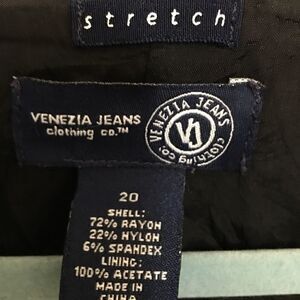 stretch
VENEZIA JEANS
clothing co.™
VENEZIA JEANS
VJ
clothing co.
20
SHELL:
72% RAYON
22% NYLON
6% SPANDEX
LINING:
100% ACETATE
MADE IN
CHINA